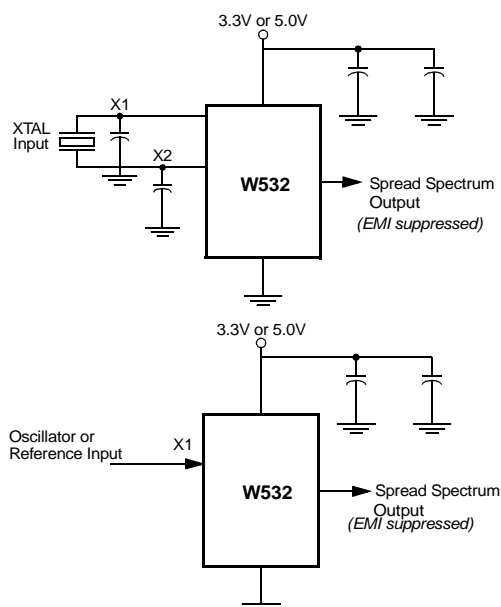 3.3V or 5.0V
X1
XTAL
Input
X2
W532
Spread Spectrum
Output
(EMI suppressed)
3.3V or 5.0V
Oscillator or
Reference Input
X1
W532
Spread Spectrum
Output
(EMI suppressed)